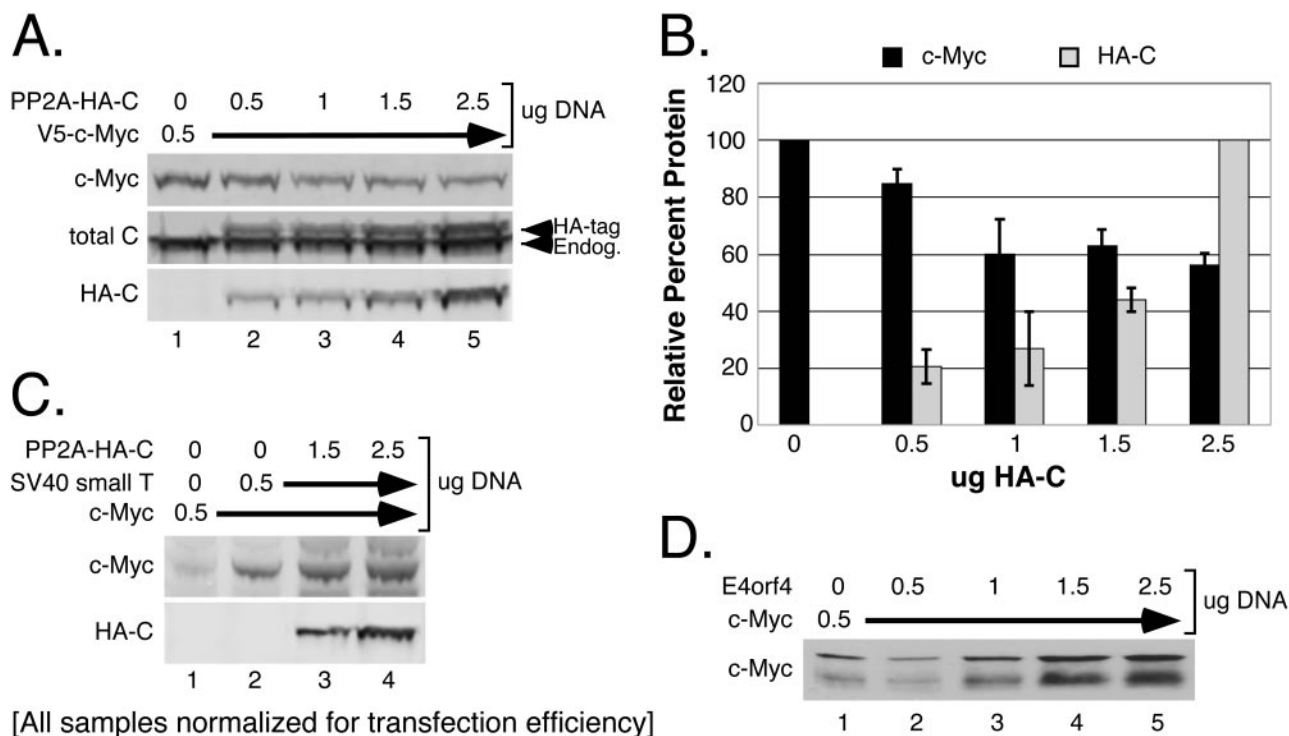 A.
PP2A-HA-C 0 0.5 1 1.5 2.5
V5-c-Myc 0.5
ug DNA
c-Myc
total C
HA-tag
Endog.
HA-C
1 2 3 4 5
B.
c-Myc HA-C
120
100
80
60
40
20
0
Relative Percent Protein
0 0.5 1 1.5 2.5
ug HA-C
C.
PP2A-HA-C 0 0 1.5 2.5
SV40 small T 0 0.5
c-Myc 0.5
ug DNA
c-Myc
HA-C
1 2 3 4
[All samples normalized for transfection efficiency]
D.
E4orf4 0 0.5 1 1.5 2.5
c-Myc 0.5
ug DNA
c-Myc
1 2 3 4 5